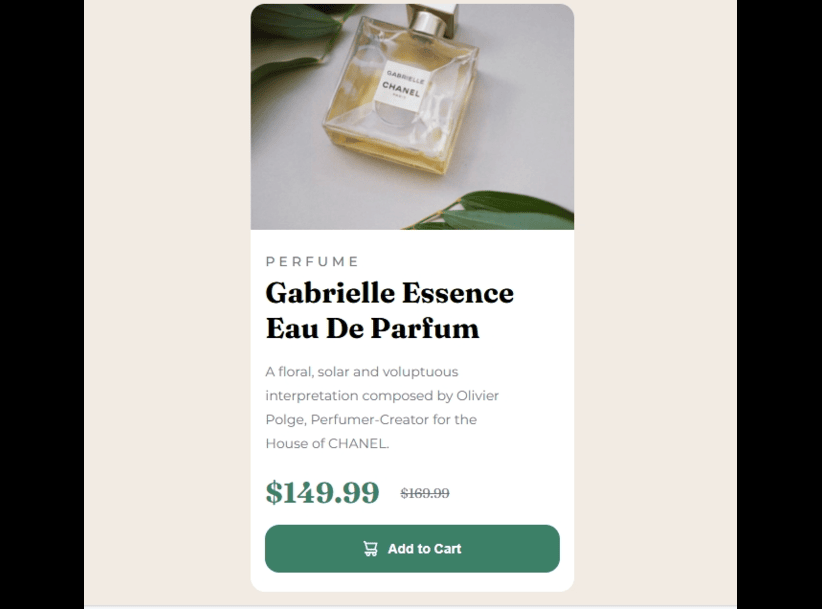 GABRIELLE
CHANEL
PARIS
PERFUME
Gabrielle Essence
Eau De Parfum
A floral, solar and voluptuous
interpretation composed by Olivier
Polge, Perfumer-Creator for the
House of CHANEL.
$149.99 $169.99
Add to Cart